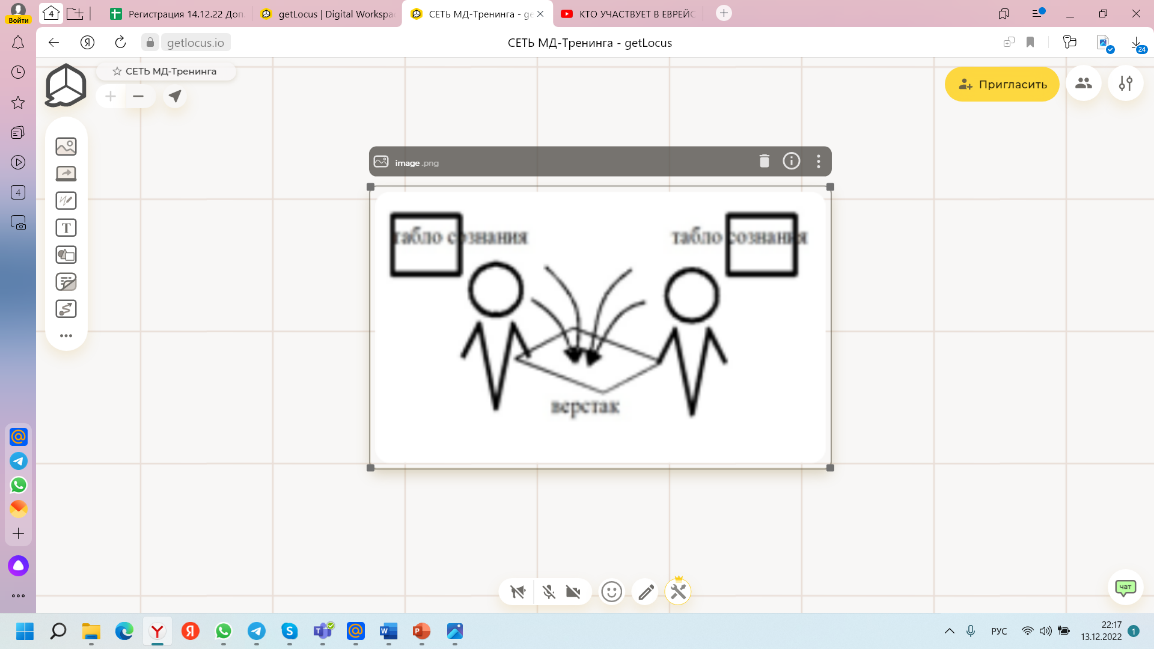 4
Регистрация 14.12.22 Доп
getLocus | Digital Workspa
СЕТЬ МД-Тренинга - ge
КТО УЧАСТВУЕТ В ЕВРЕЙС
Войти
getlocus.io
СЕТЬ МД-Тренинга - getLocus
24
СЕТЬ МД-Тренинга
Пригласить
image .png
табло сознания
табло сознания
верстак
4
чат
РУС
22:17
13.12.2022
1